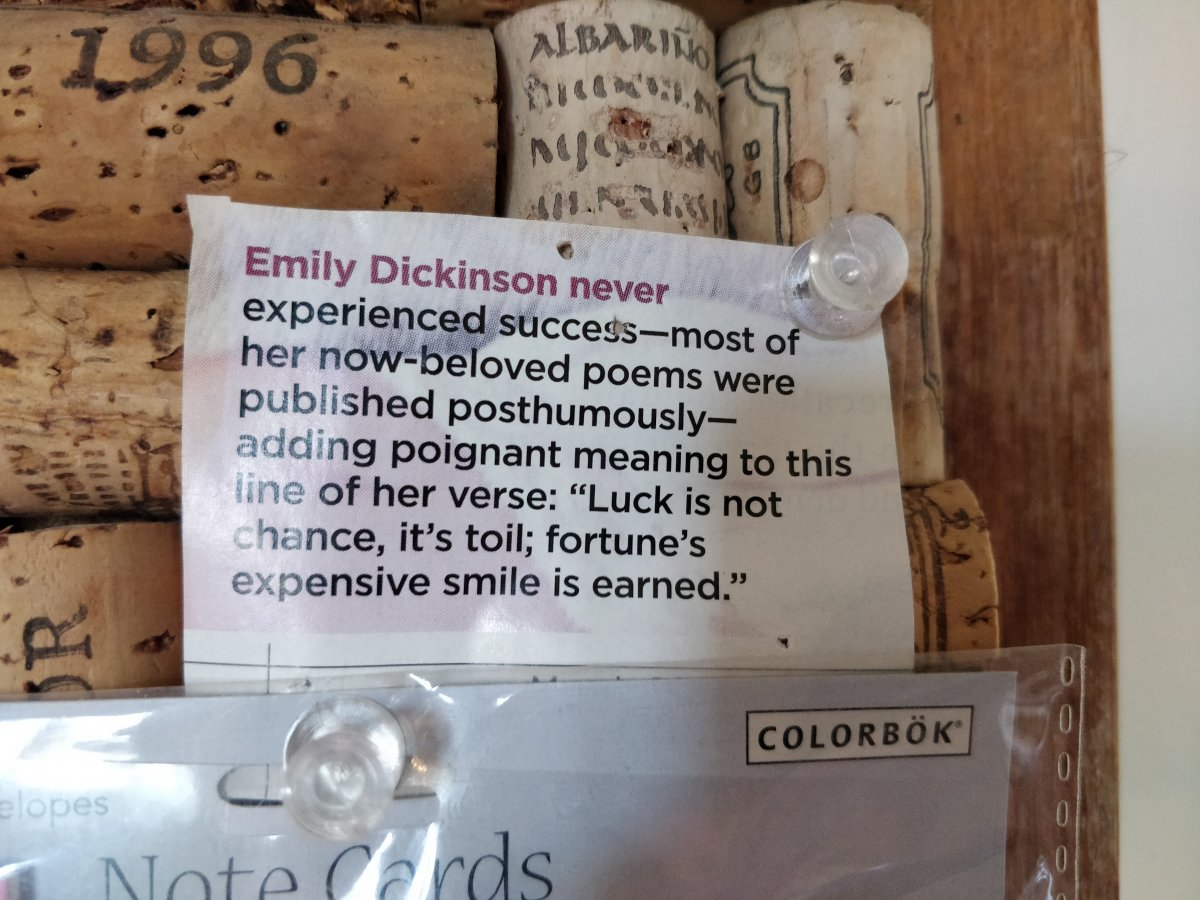 1996
ALBARIÑO
GB
Emily Dickinson never
experienced success—most of
her now-beloved poems were
published posthumously—
adding poignant meaning to this
line of her verse: “Luck is not
chance, it’s toil; fortune’s
expensive smile is earned.”
OR
COLORBÖK®
elopes
Note Cards